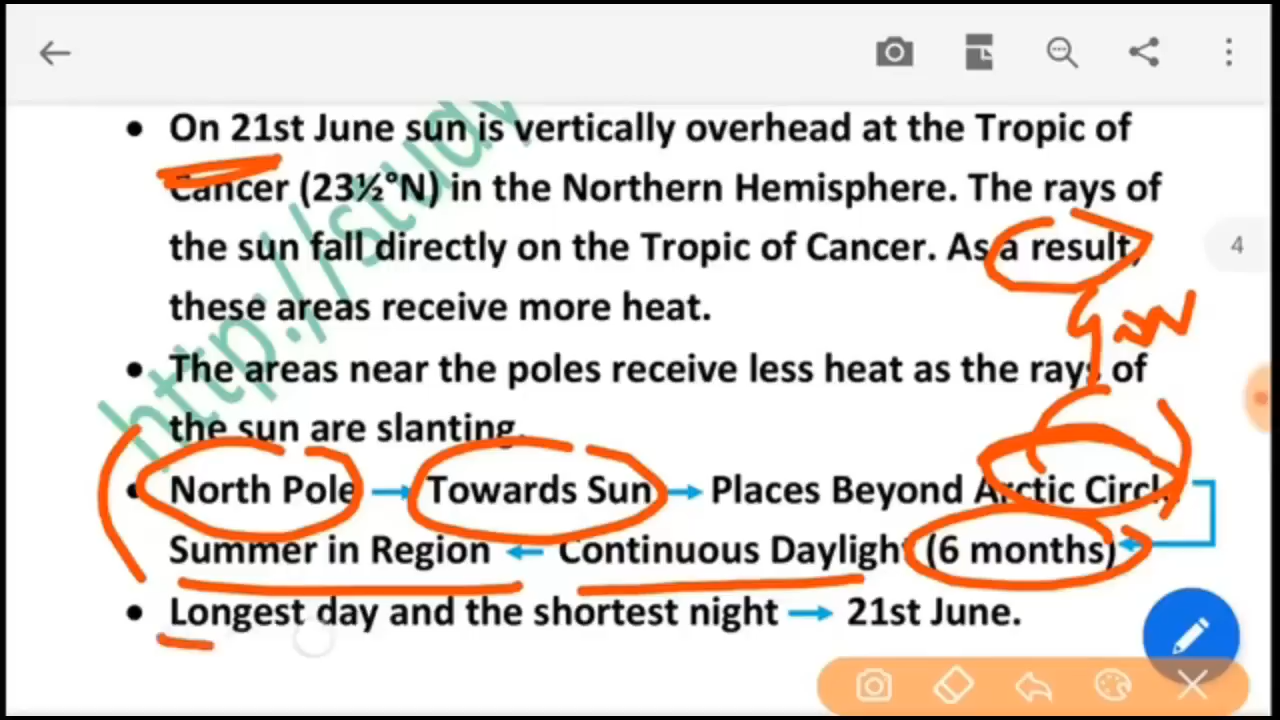 • On 21st June sun is vertically overhead at the Tropic of
Cancer (23½°N) in the Northern Hemisphere. The rays of
the sun fall directly on the Tropic of Cancer. As a result,
these areas receive more heat.
4
• The areas near the poles receive less heat as the rays of
the sun are slanting.
• North Pole → Towards Sun → Places Beyond Arctic Circle
Summer in Region ← Continuous Daylight (6 months)
• Longest day and the shortest night → 21st June.
http://study